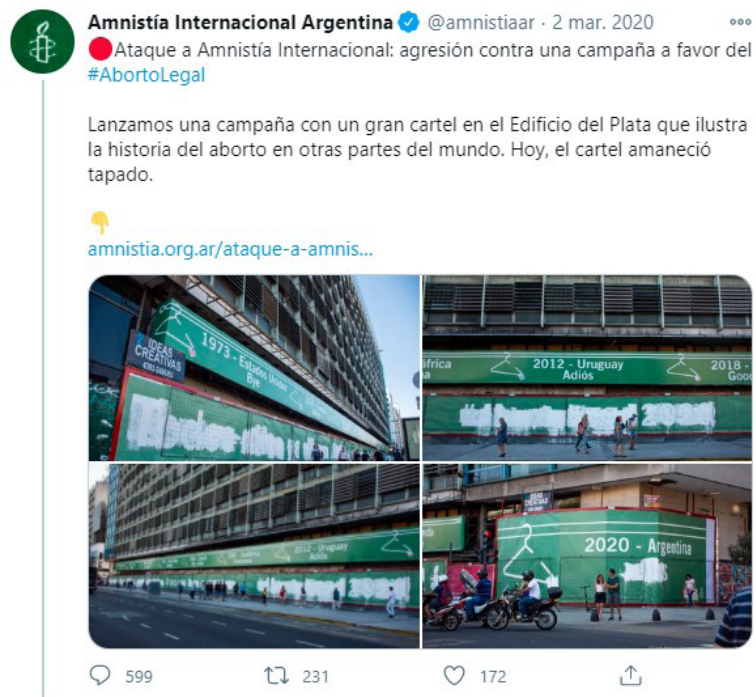 Amnistía Internacional Argentina @amnistiaar · 2 mar. 2020
Ataque a Amnistía Internacional: agresión contra una campaña a favor del
#AbortoLegal
Lanzamos una campaña con un gran cartel en el Edificio del Plata que ilustra
la historia del aborto en otras partes del mundo. Hoy, el cartel amaneció
tapado.
amnistia.org.ar/ataque-a-amnis...
IDEAS
CREATIVAS
1973 - Estados Unidos
Bye
2012 - Uruguay
Adiós
2018 -
2012 - Uruguay
Adiós
IDEAS
CREATIVAS
2020 - Argentina
599
231
172